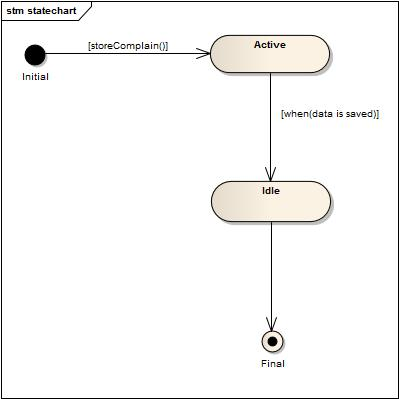 stm statechart
Active
[storeComplain()]
Initial
[when(data is saved)]
Idle
Final